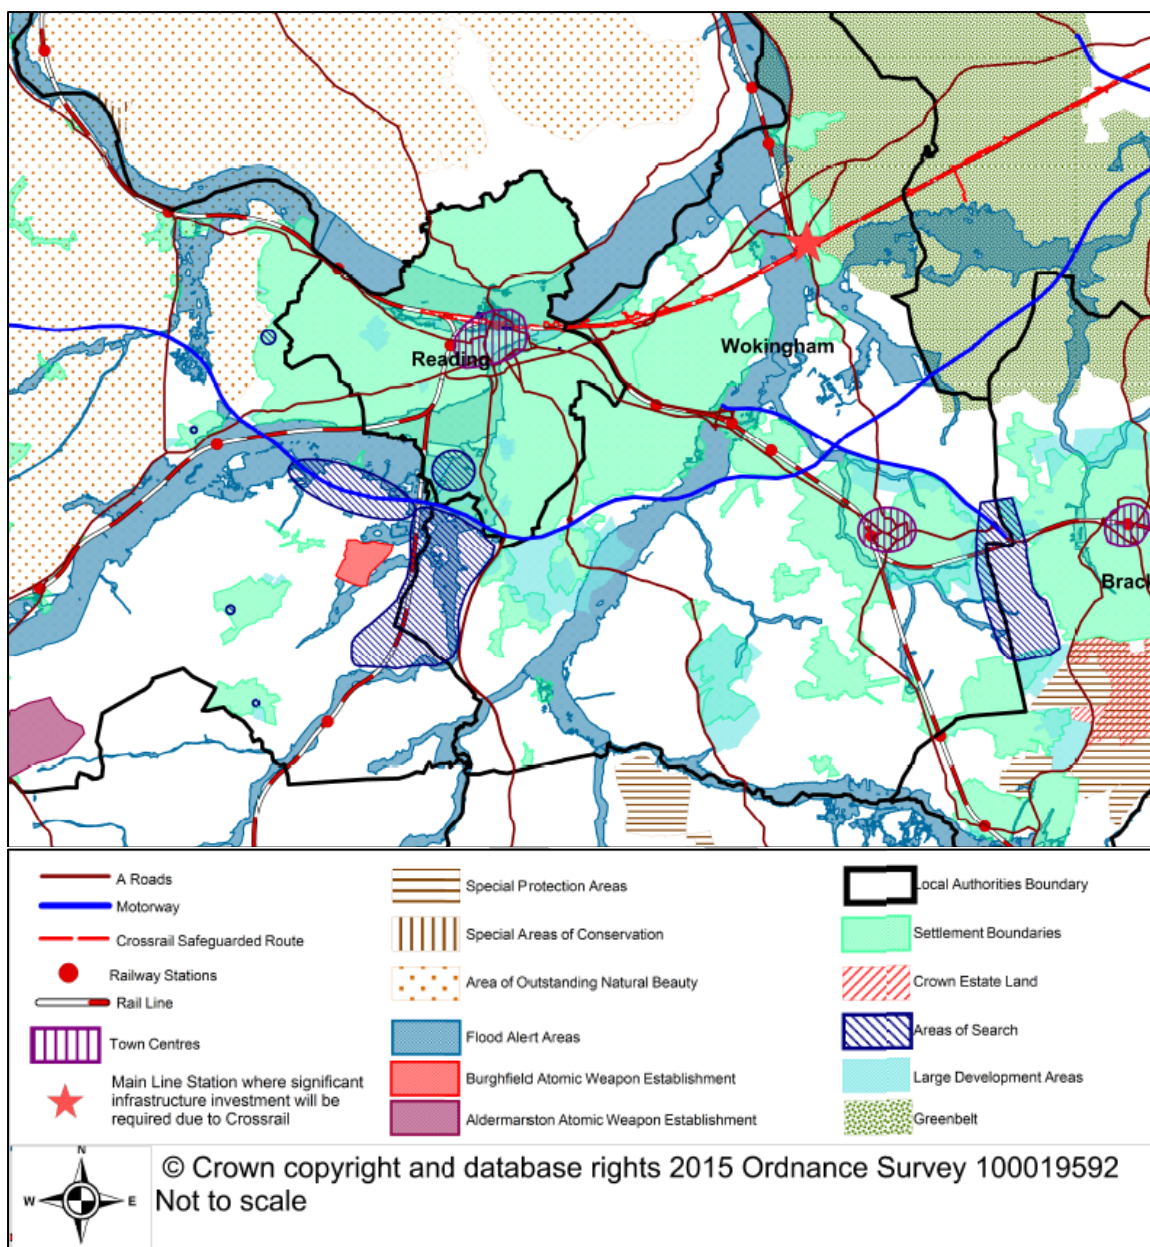 Reading
Wokingham
Brack
A Roads
Motorway
Crossrail Safeguarded Route
Railway Stations
Rail Line
Town Centres
Main Line Station where significant
infrastructure investment will be
required due to Crossrail
Special Protection Areas
Special Areas of Conservation
Area of Outstanding Natural Beauty
Flood Alert Areas
Burghfield Atomic Weapon Establishment
Aldermarston Atomic Weapon Establishment
Local Authorities Boundary
Settlement Boundaries
Crown Estate Land
Areas of Search
Large Development Areas
Greenbelt
N
W E
S
© Crown copyright and database rights 2015 Ordnance Survey 100019592
Not to scale